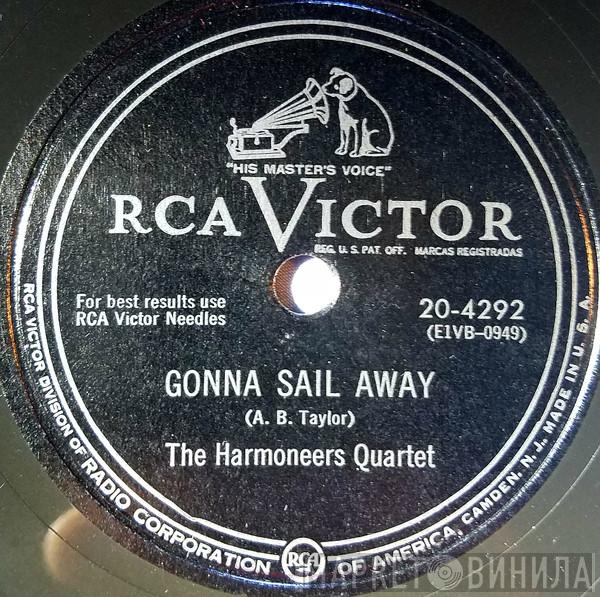 "HIS MASTER'S VOICE"
RCA VICTOR
REG. U. S. PAT. OFF. MARCAS REGISTRADAS
For best results use
RCA Victor Needles
20-4292
(E1VB-0949)
GONNA SAIL AWAY
(A. B. Taylor)
The Harmoneers Quartet
RCA VICTOR DIVISION OF RADIO CORPORATION OF AMERICA, CAMDEN, N. J., MADE IN U. S. A.
RCA
МАРКЕТ ВИНИЛА